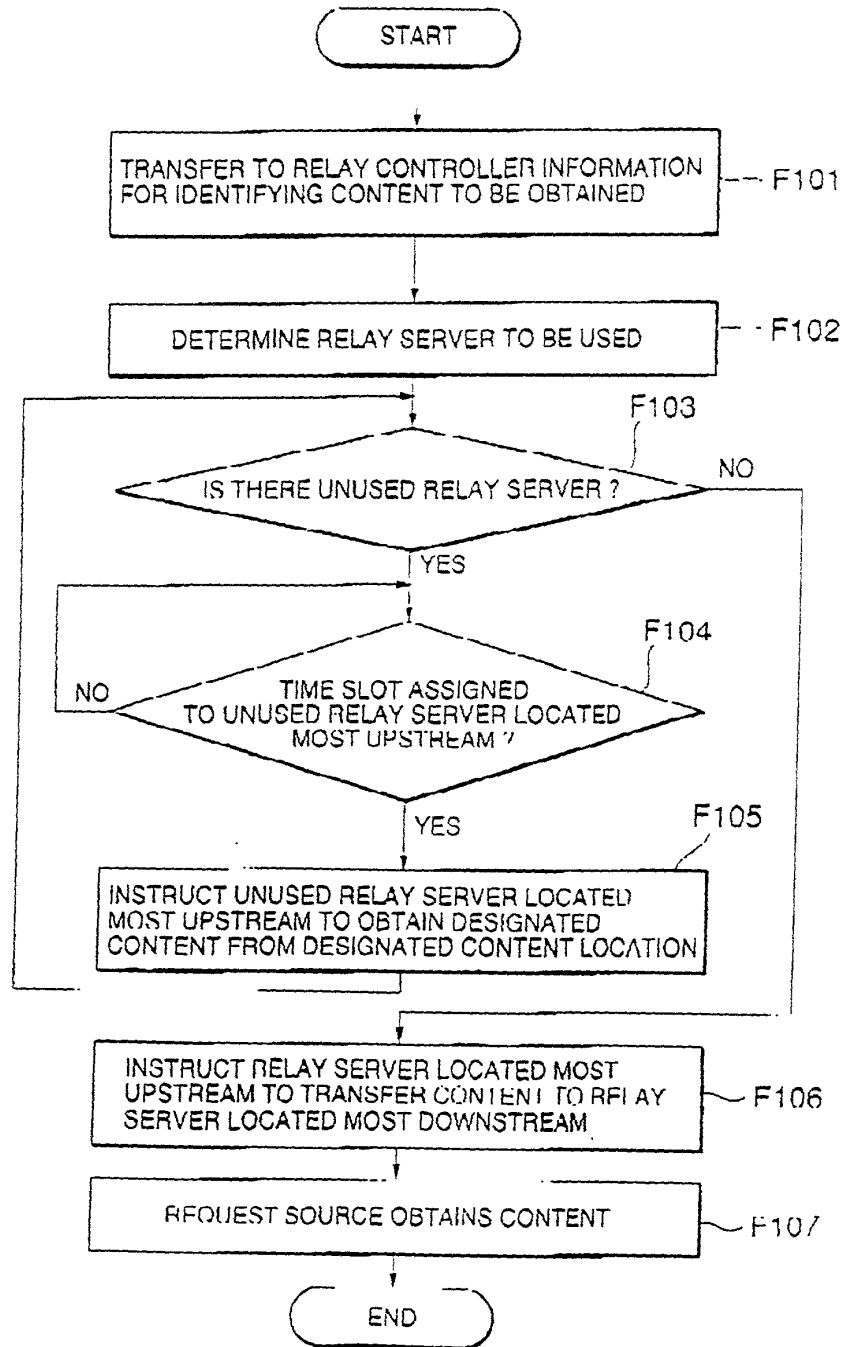 START
TRANSFER TO RELAY CONTROLLER INFORMATION
FOR IDENTIFYING CONTENT TO BE OBTAINED
F101
DETERMINE RELAY SERVER TO BE USED
F102
F103
IS THERE UNUSED RELAY SERVER ?
NO
YES
F104
NO
TIME SLOT ASSIGNED
TO UNUSED RELAY SERVER LOCATED
MOST UPSTREAM ?
YES
F105
INSTRUCT UNUSED RELAY SERVER LOCATED
MOST UPSTREAM TO OBTAIN DESIGNATED
CONTENT FROM DESIGNATED CONTENT LOCATION
INSTRUCT RELAY SERVER LOCATED MOST
UPSTREAM TO TRANSFER CONTENT TO RELAY
SERVER LOCATED MOST DOWNSTREAM
F106
REQUEST SOURCE OBTAINS CONTENT
F107
END